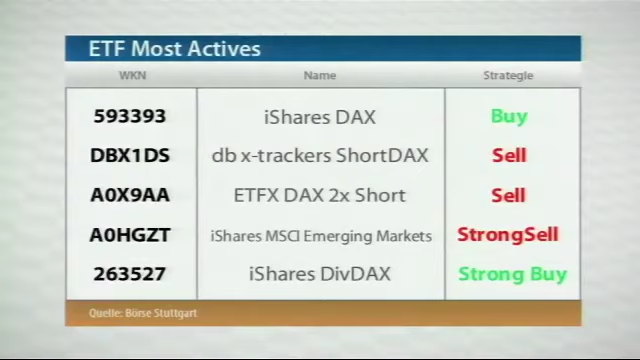 ETF Most Actives
WKN Name Strategie
593393 iShares DAX Buy
DBX1DS db x-trackers ShortDAX Sell
A0X9AA ETFX DAX 2x Short Sell
A0HGZT iShares MSCI Emerging Markets StrongSell
263527 iShares DivDAX Strong Buy
Quelle: Börse Stuttgart